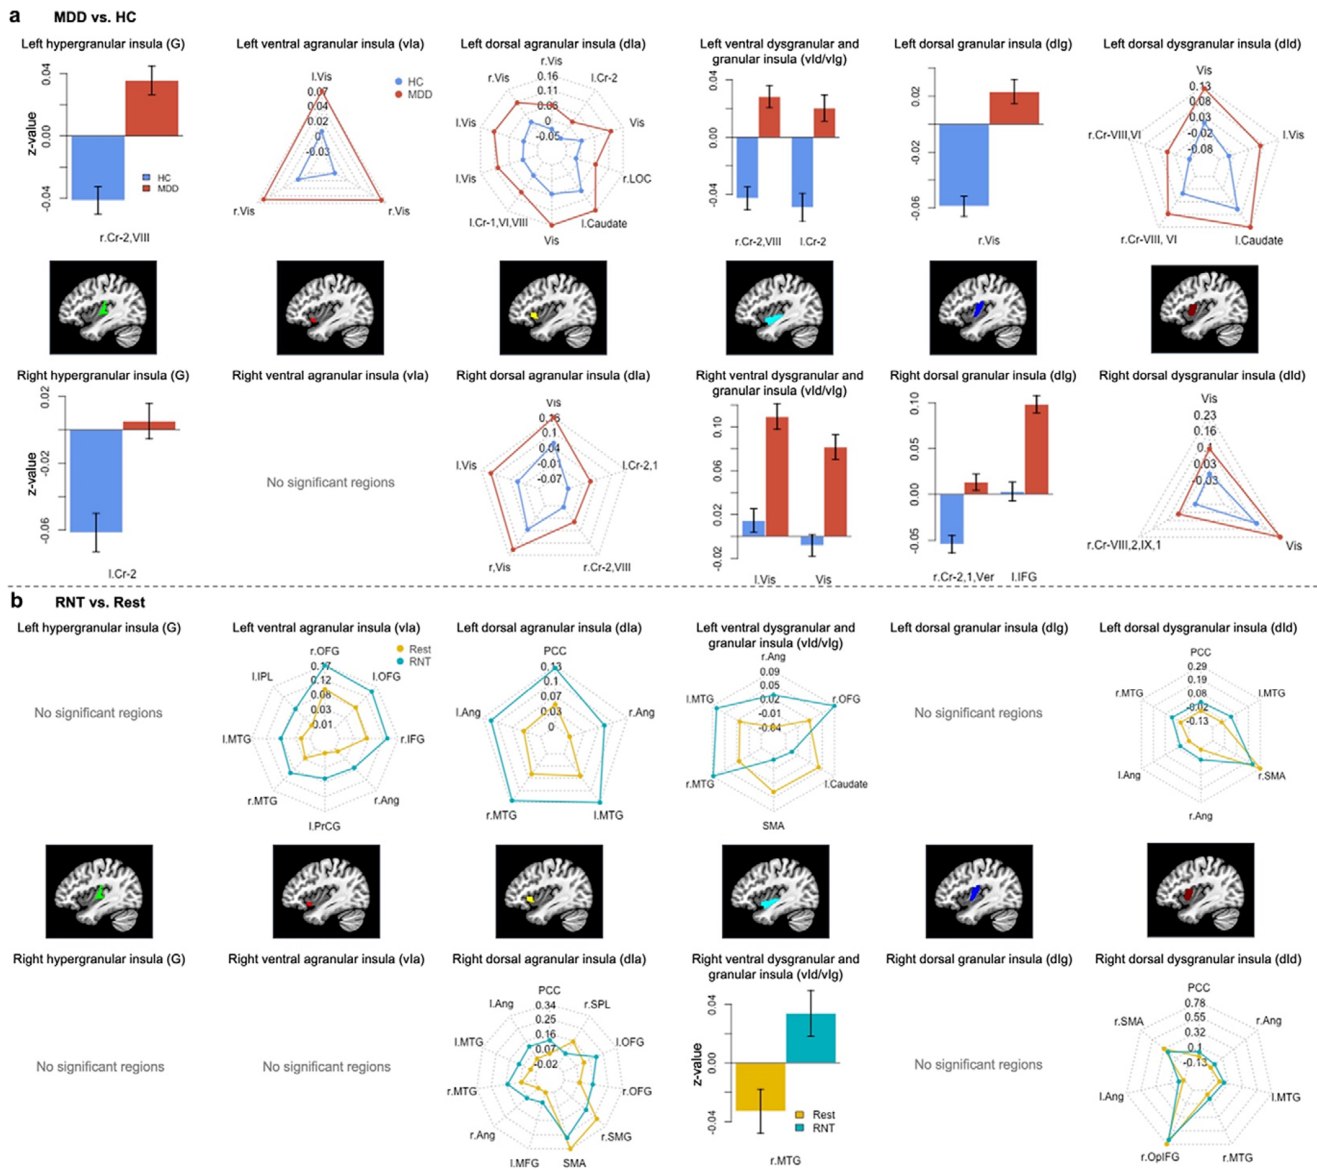 a MDD vs. HC
Left hypergranular insula (G)
0.04
0.00
-0.04
z-value
HC
MDD
r.Cr-2,VIII
Left ventral agranular insula (vIa)
HC
MDD
l.Vis
0.07
0.04
0.02
0
-0.03
r.Vis
r.Vis
Left dorsal agranular insula (dIa)
r.Vis
0.16
0.11
0.06
0
-0.05
r.Vis
l.Cr-2
l.Vis
Vis
l.Vis
r.LOC
l.Cr-1,VI,VIII
l.Caudate
Vis
Left ventral dysgranular and
granular insula (vId/vIg)
0.04
0.00
-0.04
r.Cr-2,VIII
l.Cr-2
Left dorsal granular insula (dIg)
0.02
-0.06
r.Vis
Left dorsal dysgranular insula (dId)
Vis
0.13
0.08
0.03
-0.02
-0.08
r.Cr-VIII,VI
l.Vis
r.Cr-VIII, VI
l.Caudate
Right hypergranular insula (G)
0.02
-0.02
-0.06
z-value
l.Cr-2
Right ventral agranular insula (vIa)
No significant regions
Right dorsal agranular insula (dIa)
Vis
0.16
0.1
0.04
-0.01
-0.07
l.Vis
l.Cr-2,1
r.Vis
r.Cr-2,VIII
Right ventral dysgranular and
granular insula (vId/vIg)
0.10
0.06
0.02
-0.02
l.Vis
Vis
Right dorsal granular insula (dIg)
0.10
0.05
0.00
-0.05
r.Cr-2,1,Ver
l.IFG
Right dorsal dysgranular insula (dId)
Vis
0.23
0.16
0.1
0.03
-0.03
r.Cr-VIII,2,IX,1
Vis
b RNT vs. Rest
Left hypergranular insula (G)
No significant regions
Left ventral agranular insula (vIa)
Rest
RNT
r.OFG
0.17
0.12
0.08
0.03
-0.01
l.IPL
l.OFG
l.MTG
r.IFG
r.MTG
r.Ang
l.PrCG
Left dorsal agranular insula (dIa)
PCC
0.13
0.1
0.07
0.03
0
l.Ang
r.Ang
r.MTG
l.MTG
Left ventral dysgranular and
granular insula (vId/vIg)
r.Ang
0.09
0.05
0.02
-0.01
-0.04
l.MTG
r.OFG
r.MTG
l.Caudate
SMA
Left dorsal granular insula (dIg)
No significant regions
Left dorsal dysgranular insula (dId)
PCC
0.29
0.19
0.08
-0.02
-0.13
r.MTG
l.MTG
l.Ang
r.SMA
r.Ang
Right hypergranular insula (G)
No significant regions
Right ventral agranular insula (vIa)
No significant regions
Right dorsal agranular insula (dIa)
PCC
0.34
0.25
0.16
0.07
-0.02
l.Ang
r.SPL
l.MTG
l.OFG
r.MTG
r.OFG
r.Ang
r.SMG
l.MFG
SMA
Right ventral dysgranular and
granular insula (vId/vIg)
0.04
0.00
-0.04
z-value
Rest
RNT
r.MTG
Right dorsal granular insula (dIg)
No significant regions
Right dorsal dysgranular insula (dId)
PCC
0.78
0.55
0.32
0.1
-0.13
r.SMA
r.Ang
l.Ang
l.MTG
r.OpIFG
r.MTG